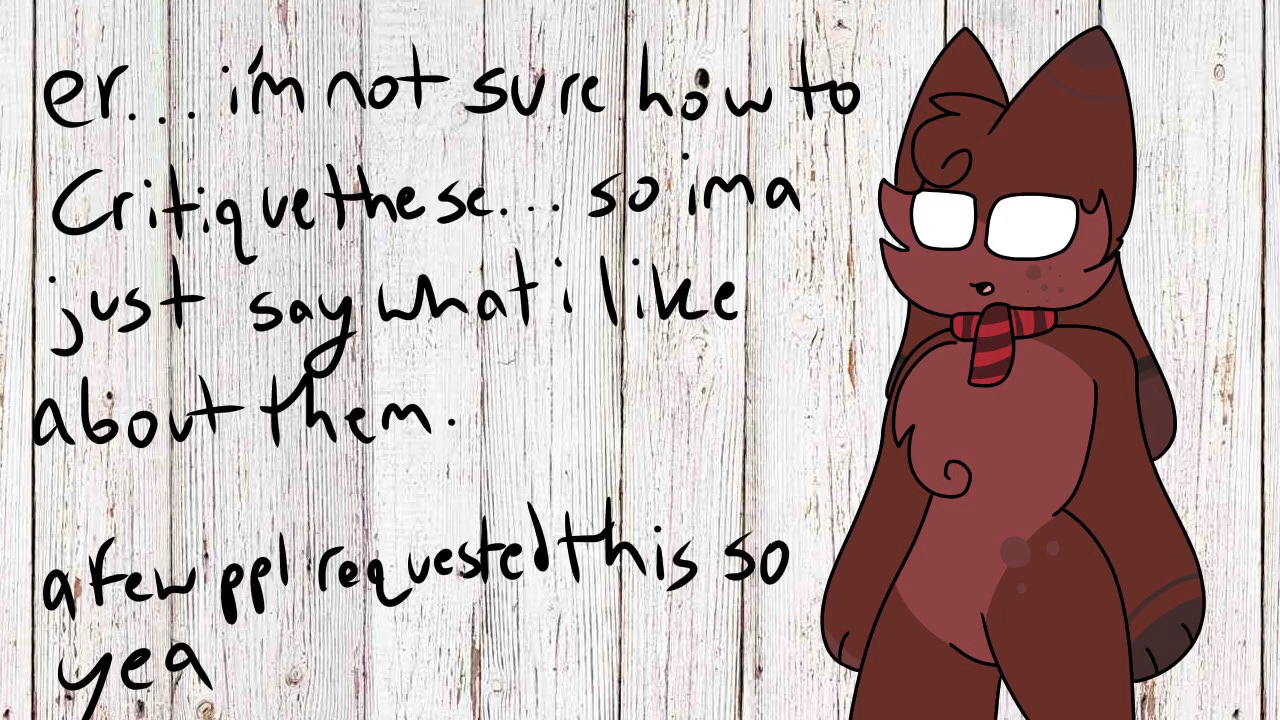 er... i'm not sure how to
Critique these... so ima
just say what i like
about them.
a few ppl requested this so
yea